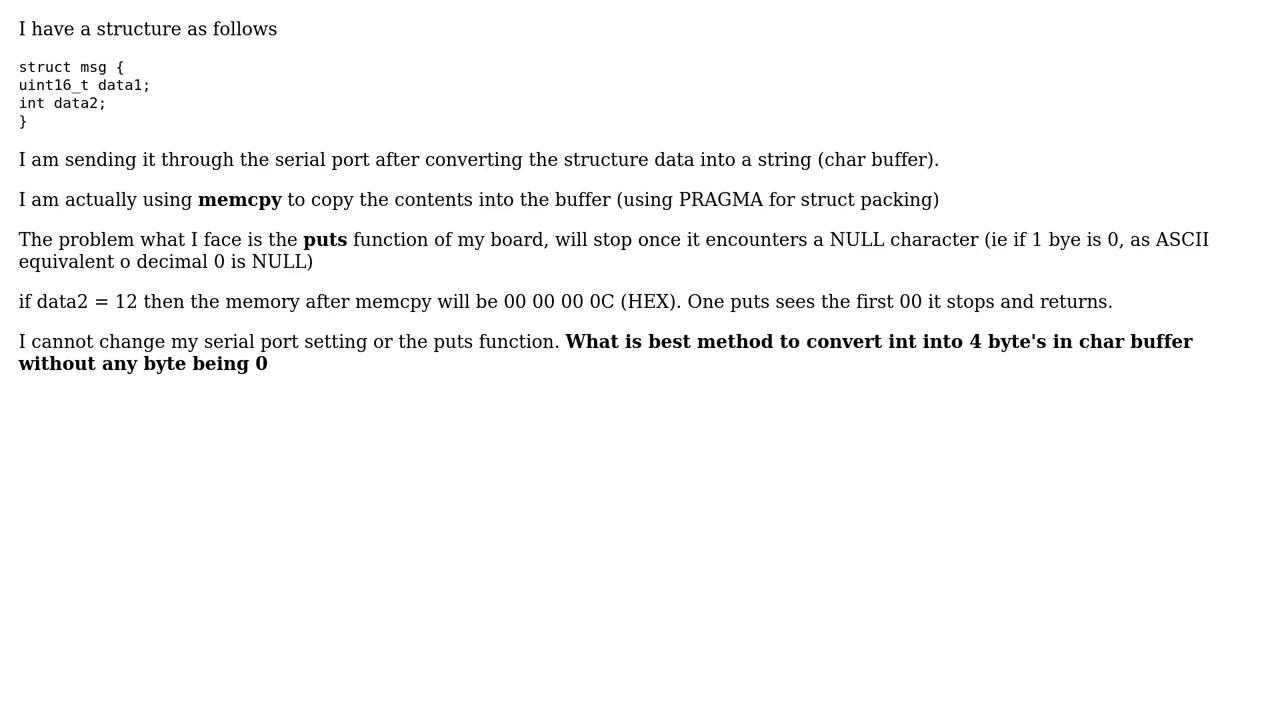 I have a structure as follows
struct msg {
uint16_t data1;
int data2;
}
I am sending it through the serial port after converting the structure data into a string (char buffer).
I am actually using memcpy to copy the contents into the buffer (using PRAGMA for struct packing)
The problem what I face is the puts function of my board, will stop once it encounters a NULL character (ie if 1 bye is 0, as ASCII
equivalent o decimal 0 is NULL)
if data2 = 12 then the memory after memcpy will be 00 00 00 0C (HEX). One puts sees the first 00 it stops and returns.
I cannot change my serial port setting or the puts function. What is best method to convert int into 4 byte's in char buffer
without any byte being 0